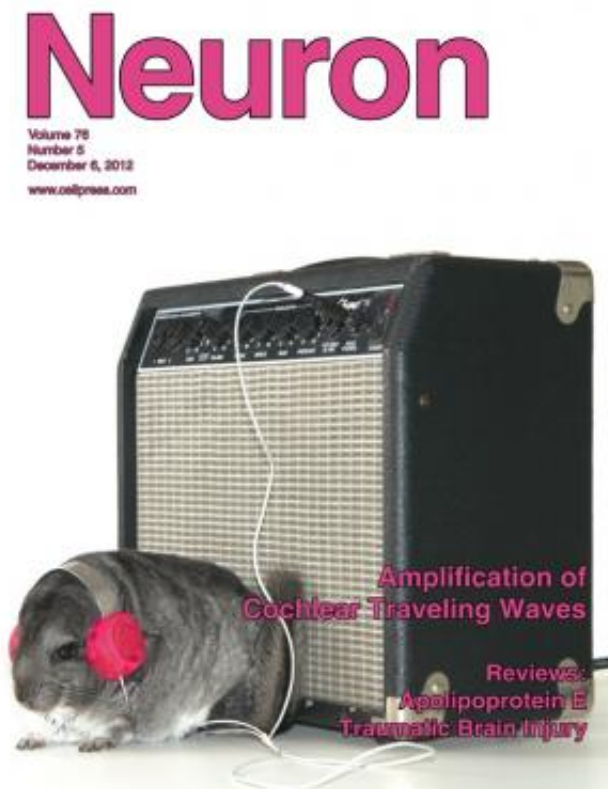 Neuron
Volume 76
Number 5
December 6, 2012
www.cellpress.com
Amplification of
Cochlear Traveling Waves
Reviews:
Apolipoprotein E
Traumatic Brain Injury